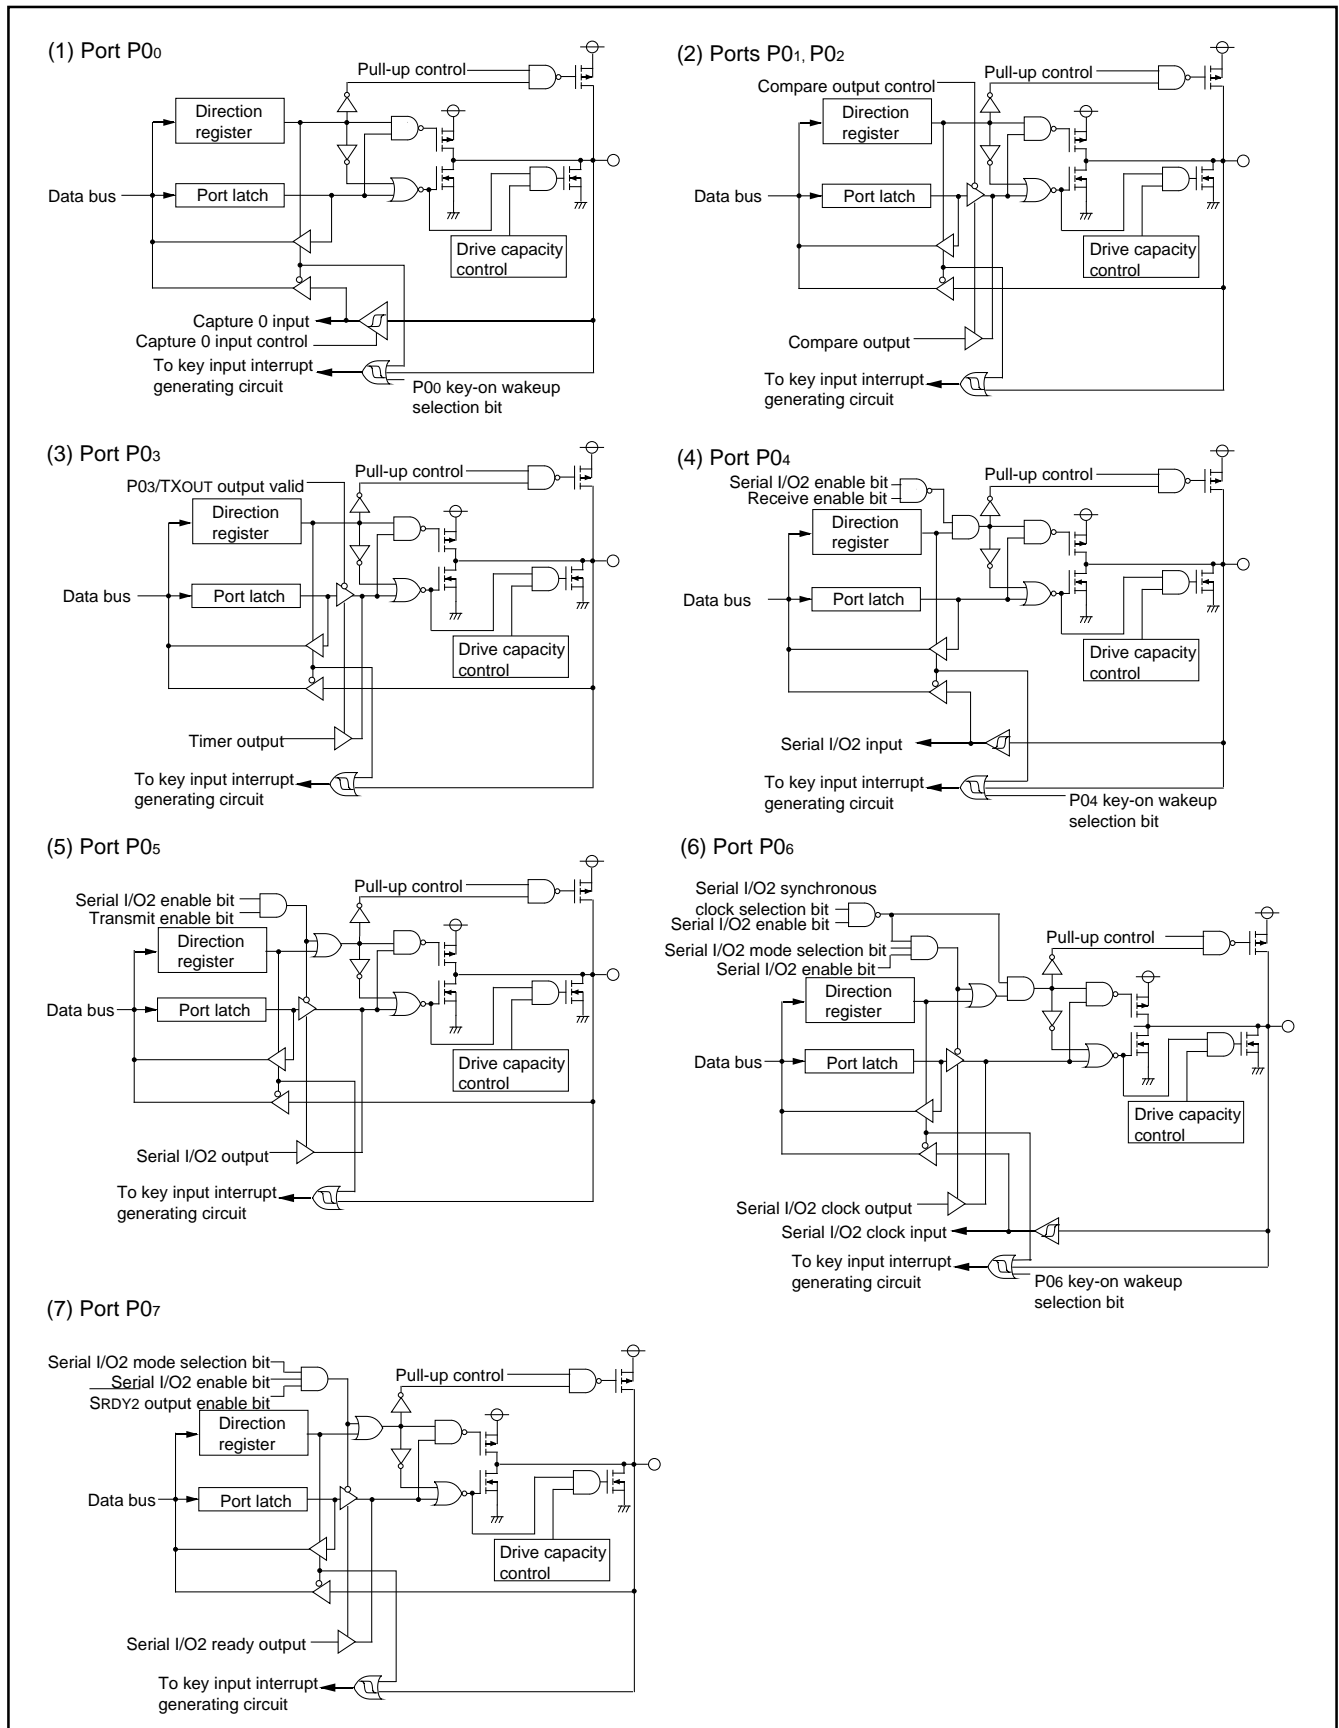 (1) Port P00
Pull-up control
Direction
register
Data bus
Port latch
Drive capacity
control
Capture 0 input
Capture 0 input control
To key input interrupt
generating circuit
P00 key-on wakeup
selection bit
(2) Ports P01, P02
Compare output control
Pull-up control
Direction
register
Data bus
Port latch
Drive capacity
control
Compare output
To key input interrupt
generating circuit
(3) Port P03
P03/TXOUT output valid
Pull-up control
Direction
register
Data bus
Port latch
Drive capacity
control
Timer output
To key input interrupt
generating circuit
(4) Port P04
Serial I/O2 enable bit
Receive enable bit
Pull-up control
Direction
register
Data bus
Port latch
Drive capacity
control
Serial I/O2 input
To key input interrupt
generating circuit
P04 key-on wakeup
selection bit
(5) Port P05
Serial I/O2 enable bit
Transmit enable bit
Pull-up control
Direction
register
Data bus
Port latch
Drive capacity
control
Serial I/O2 output
To key input interrupt
generating circuit
(6) Port P06
Serial I/O2 synchronous
clock selection bit
Serial I/O2 enable bit
Serial I/O2 mode selection bit
Serial I/O2 enable bit
Pull-up control
Direction
register
Data bus
Port latch
Drive capacity
control
Serial I/O2 clock output
Serial I/O2 clock input
To key input interrupt
generating circuit
P06 key-on wakeup
selection bit
(7) Port P07
Serial I/O2 mode selection bit
Serial I/O2 enable bit
SRDY2 output enable bit
Pull-up control
Direction
register
Data bus
Port latch
Drive capacity
control
Serial I/O2 ready output
To key input interrupt
generating circuit